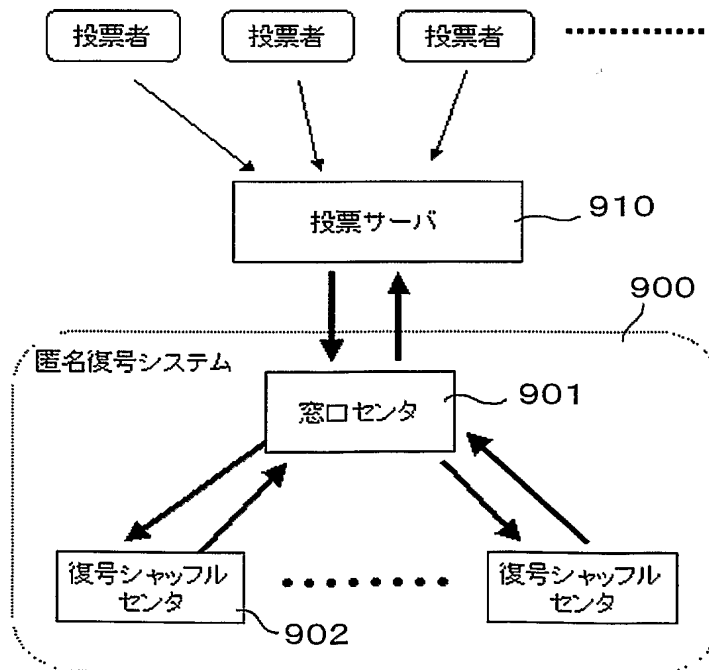 投票者
投票者
投票者
投票サーバ
910
900
匿名復号システム
窓口センタ
901
復号シャッフル
センタ
902
復号シャッフル
センタ